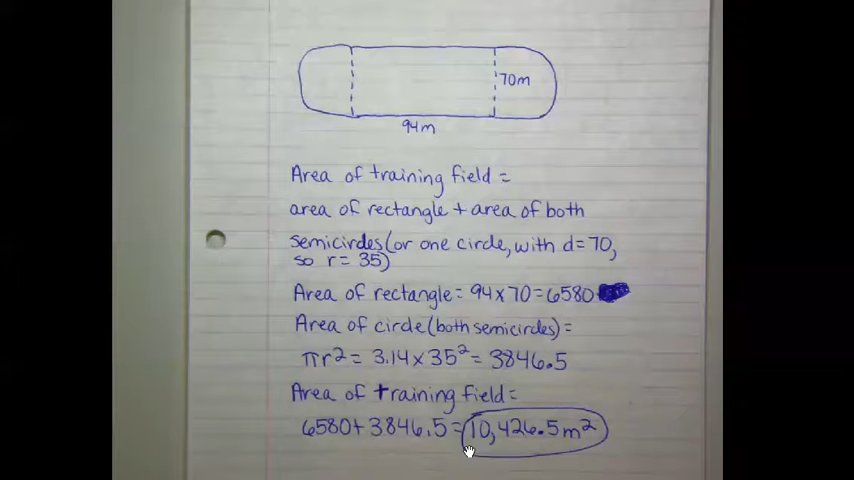 70m
94m
Area of training field =
area of rectangle + area of both
semicircles (or one circle, with d=70,
so r = 35)
Area of rectangle = 94 x 70 = 6580
Area of circle (both semicircles) =
πr² = 3.14 x 35² = 3846.5
Area of training field =
6580 + 3846.5 = 10,426.5 m²